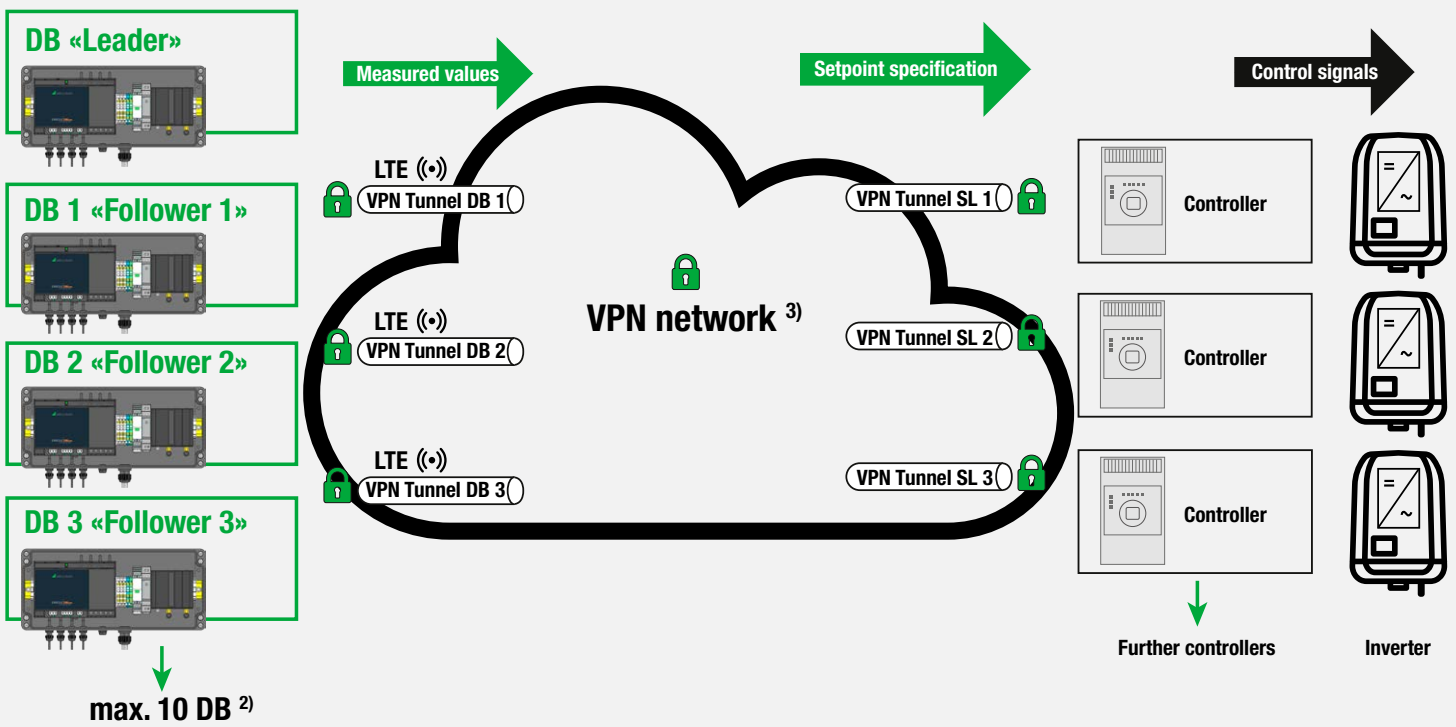 DB «Leader»
Measured values
Setpoint specification
Control signals
LTE
VPN Tunnel DB 1
VPN Tunnel SL 1
Controller
DB 1 «Follower 1»
VPN network 3)
LTE
VPN Tunnel DB 2
VPN Tunnel SL 2
Controller
DB 2 «Follower 2»
LTE
VPN Tunnel DB 3
VPN Tunnel SL 3
Controller
DB 3 «Follower 3»
Further controllers
Inverter
max. 10 DB 2)